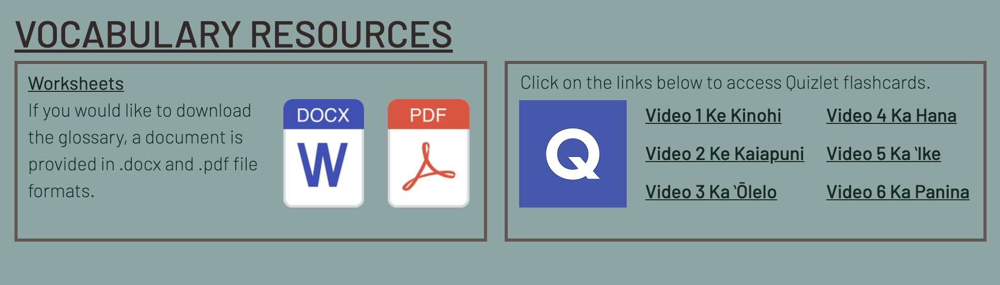 VOCABULARY RESOURCES
Worksheets
If you would like to download
the glossary, a document is
provided in .docx and .pdf file
formats.
DOCX
W
PDF
Click on the links below to access Quizlet flashcards.
Q
Video 1 Ke Kinohi
Video 2 Ke Kaiapuni
Video 3 Ka ʽŌlelo
Video 4 Ka Hana
Video 5 Ka ʽIke
Video 6 Ka Panina